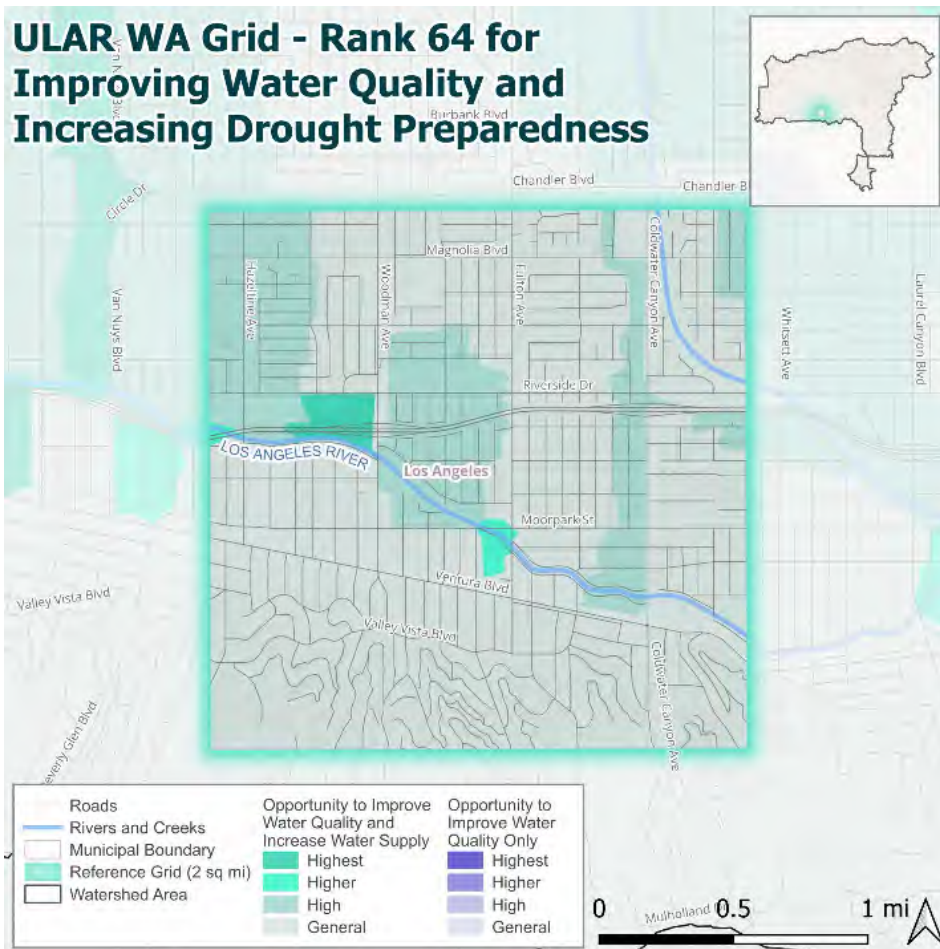 ULAR WA Grid - Rank 64 for
Improving Water Quality and
Increasing Drought Preparedness
Burbank Blvd
Chandler Blvd
Chandler B
Circle Dr
Van Nuys Blvd
Hazeltine Ave
Woodman Ave
Magnolia Blvd
Fulton Ave
Coldwater Canyon Ave
Whitsett Ave
Laurel Canyon Blvd
Riverside Dr
LOS ANGELES RIVER
Los Angeles
Moorpark St
Ventura Blvd
Valley Vista Blvd
Valley Vista Blvd
Coldwater Canyon Ave
everly Glen Blvd
Roads
Rivers and Creeks
Municipal Boundary
Reference Grid (2 sq mi)
Watershed Area
Opportunity to Improve
Water Quality and
Increase Water Supply
Highest
Higher
High
General
Opportunity to
Improve Water
Quality Only
Highest
Higher
High
General
0 0.5 1 mi
Mulholland D